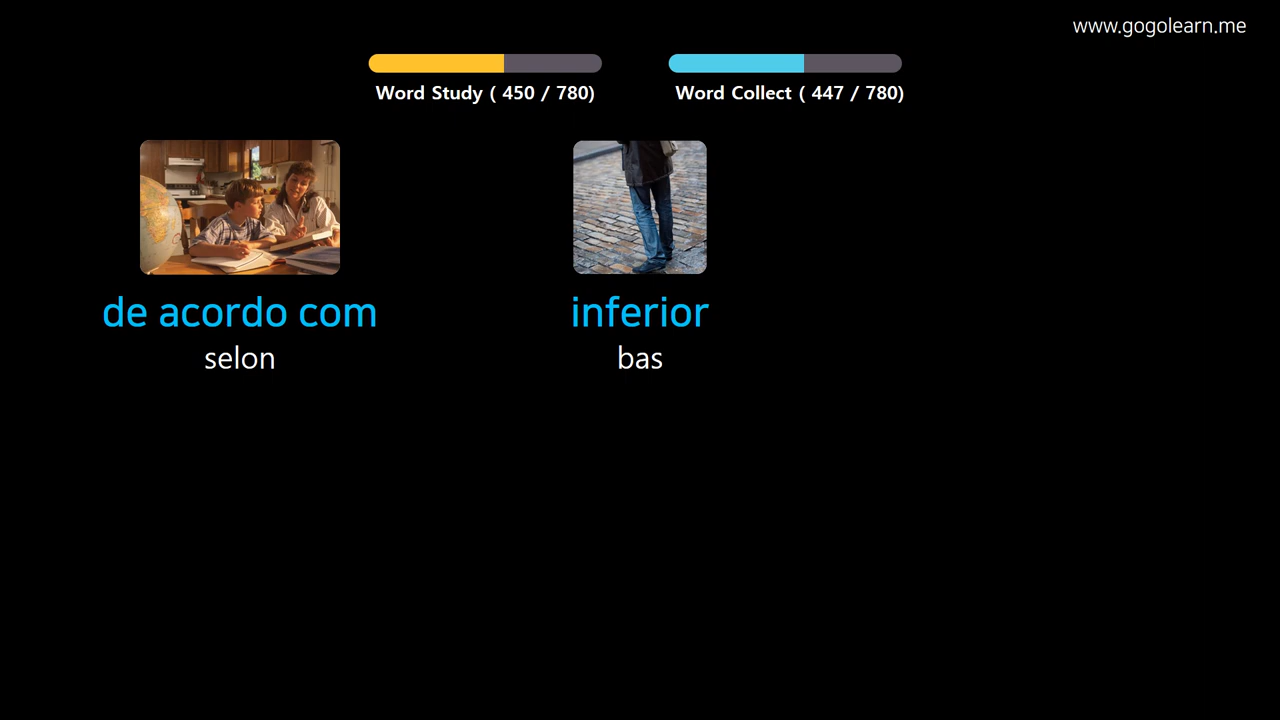 www.gogolearn.me
Word Study ( 450 / 780)
Word Collect ( 447 / 780)
de acordo com
selon
inferior
bas